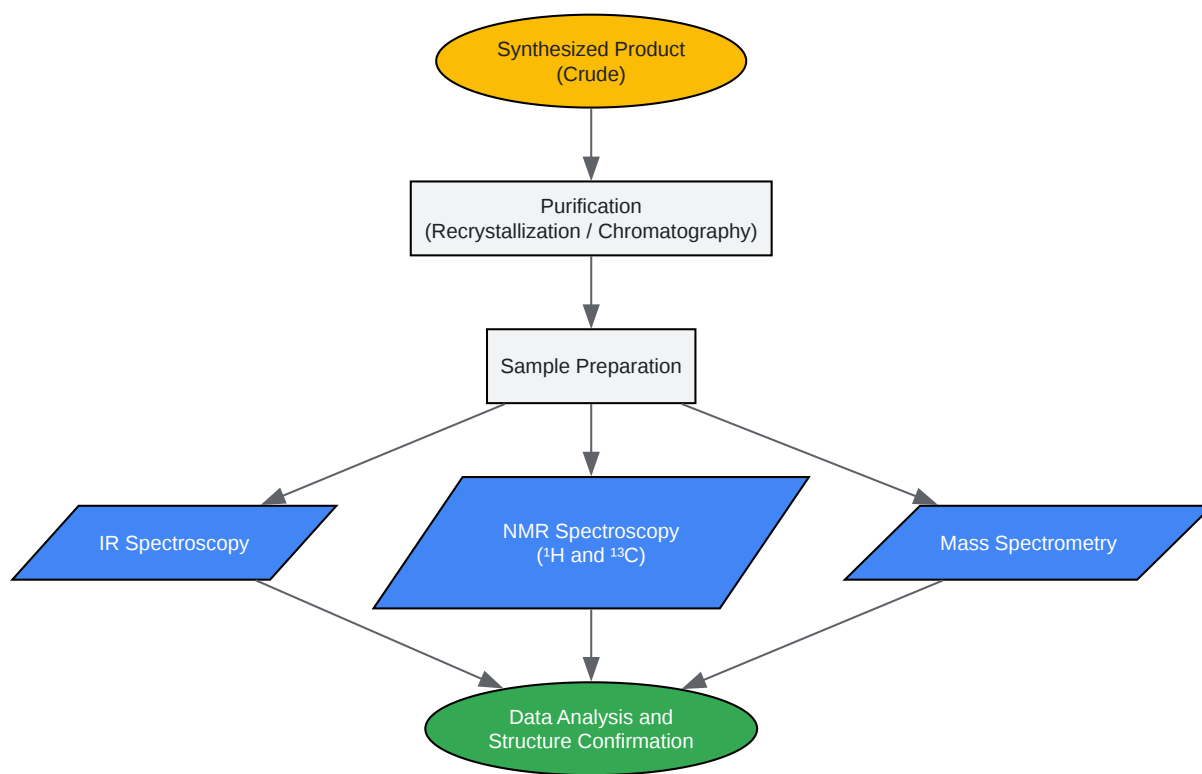 Synthesized Product
(Crude)
Purification
(Recrystallization / Chromatography)
Sample Preparation
IR Spectroscopy
NMR Spectroscopy
(¹H and ¹³C)
Mass Spectrometry
Data Analysis and
Structure Confirmation